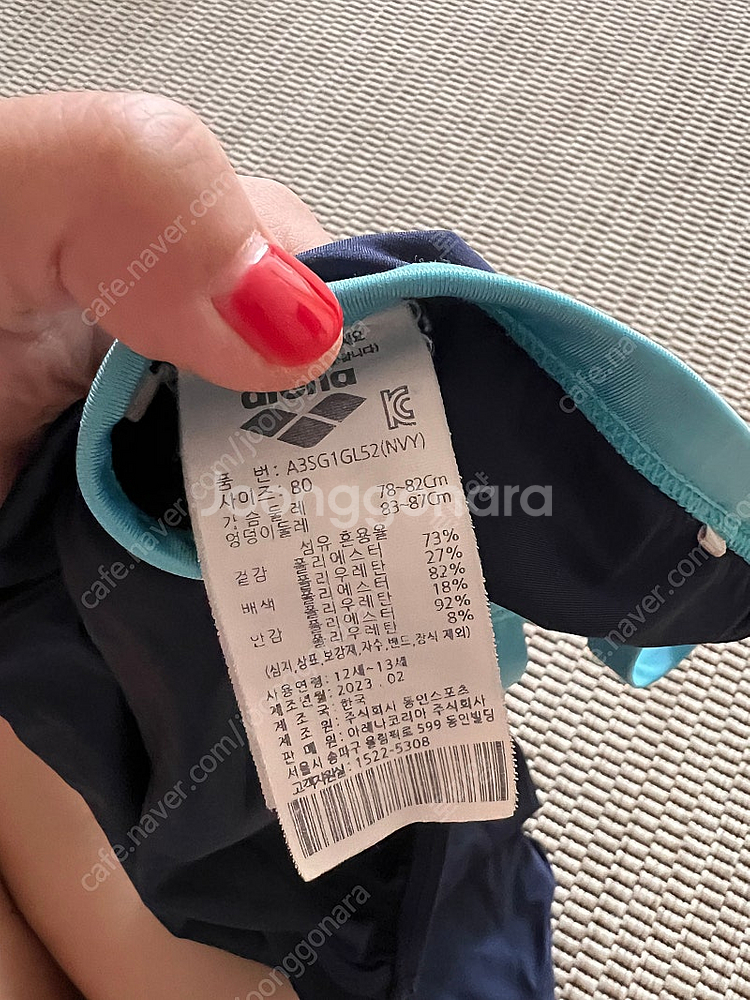 arena
품 번 : A3SG1GL52(NVY)
사이즈 : 80
가 슴 둘 레 78~82Cm
엉덩이둘레 83~87Cm
섬유 혼용율
겉감 폴리에스터 73%
폴리우레탄 27%
배색 폴리에스터 82%
폴리우레탄 18%
안감 폴리에스터 92%
폴리우레탄 8%
(심지,상표,보강재,자수,밴드,장식 제외)
사용연령 : 12세~13세
제조년월 : 2023 . 02
제 조 국 : 한국
제 조 원 : 주식회사 동인스포츠
판 매 원 : 아레나코리아 주식회사
서울시 송파구 올림픽로 599 동인빌딩
고객지원실 : 1522-5308
Joonggonara
cafe.naver.com/joonggonara